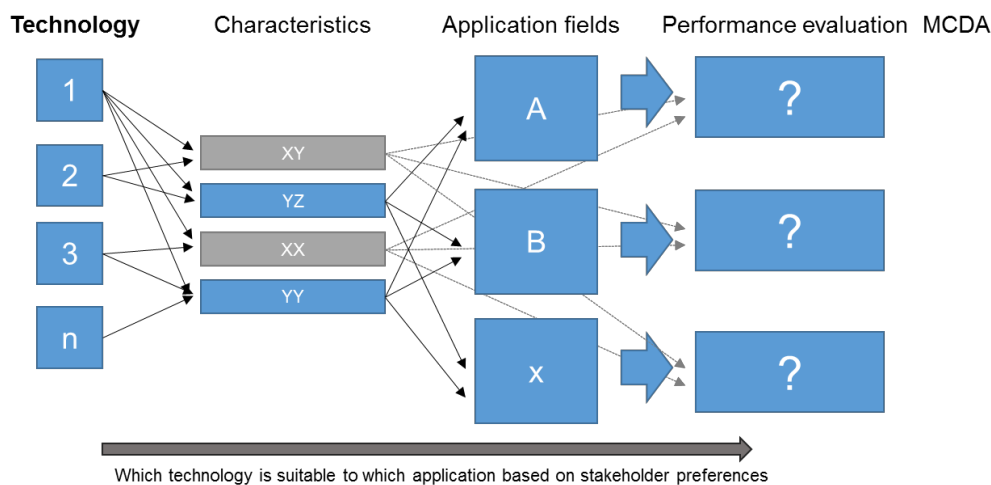 Technology Characteristics Application fields Performance evaluation MCDA
1
2
3
n
XY
YZ
XX
YY
A
B
x
?
?
?
Which technology is suitable to which application based on stakeholder preferences